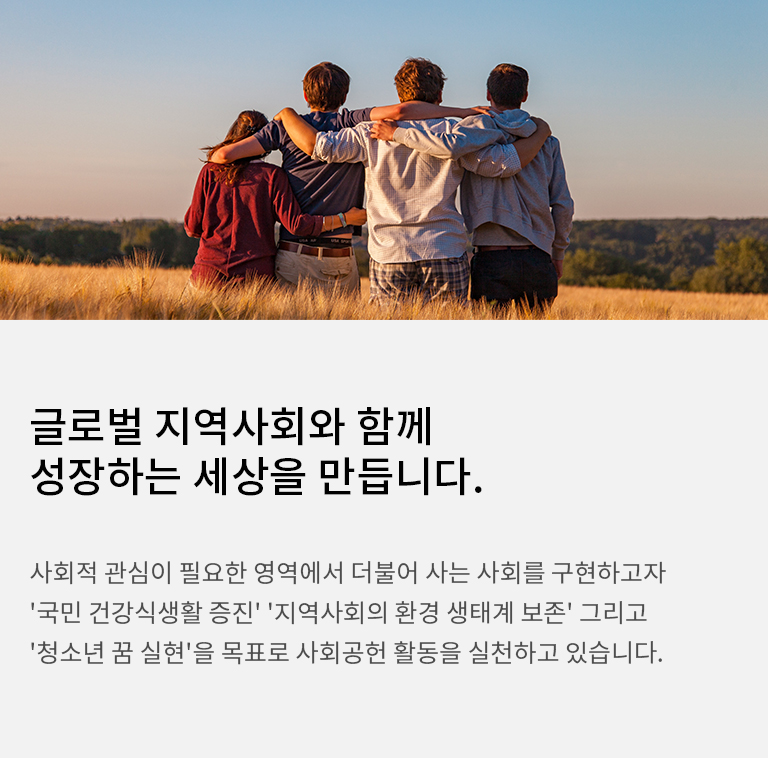 글로벌 지역사회와 함께
성장하는 세상을 만듭니다.
사회적 관심이 필요한 영역에서 더불어 사는 사회를 구현하고자
'국민 건강식생활 증진' '지역사회의 환경 생태계 보존' 그리고
'청소년 꿈 실현'을 목표로 사회공헌 활동을 실천하고 있습니다.